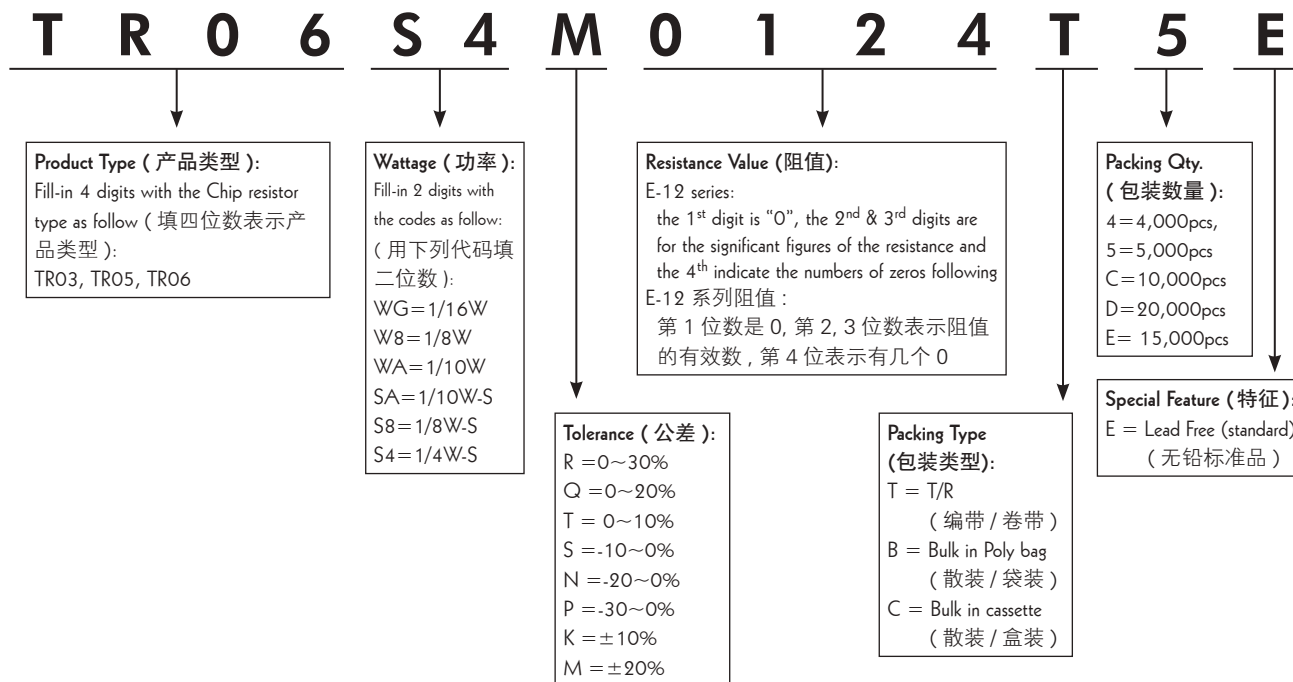 T R 0 6 S 4 M 0 1 2 4 T 5 E
Product Type ( 产品类型 ):
Fill-in 4 digits with the Chip resistor
type as follow ( 填四位数表示产
品类型 ):
TR03, TR05, TR06
Wattage ( 功率 ):
Fill-in 2 digits with
the codes as follow:
( 用下列代码填
二位数 ):
WG=1/16W
W8=1/8W
WA=1/10W
SA=1/10W-S
S8=1/8W-S
S4=1/4W-S
Tolerance ( 公差 ):
R =0~30%
Q =0~20%
T = 0~10%
S =-10~0%
N =-20~0%
P =-30~0%
K =±10%
M =±20%
Resistance Value (阻值):
E-12 series:
the 1st digit is “0”, the 2nd & 3rd digits are
for the significant figures of the resistance and
the 4th indicate the numbers of zeros following
E-12 系列阻值 :
第 1 位数是 0, 第 2, 3 位数表示阻值
的有效数 , 第 4 位表示有几个 0
Packing Type
(包装类型):
T = T/R
( 编带 / 卷带 )
B = Bulk in Poly bag
( 散装 / 袋装 )
C = Bulk in cassette
( 散装 / 盒装 )
Packing Qty.
( 包装数量 ):
4=4,000pcs,
5=5,000pcs
C=10,000pcs
D=20,000pcs
E= 15,000pcs
Special Feature ( 特征 ):
E = Lead Free (standard)
( 无铅标准品 )